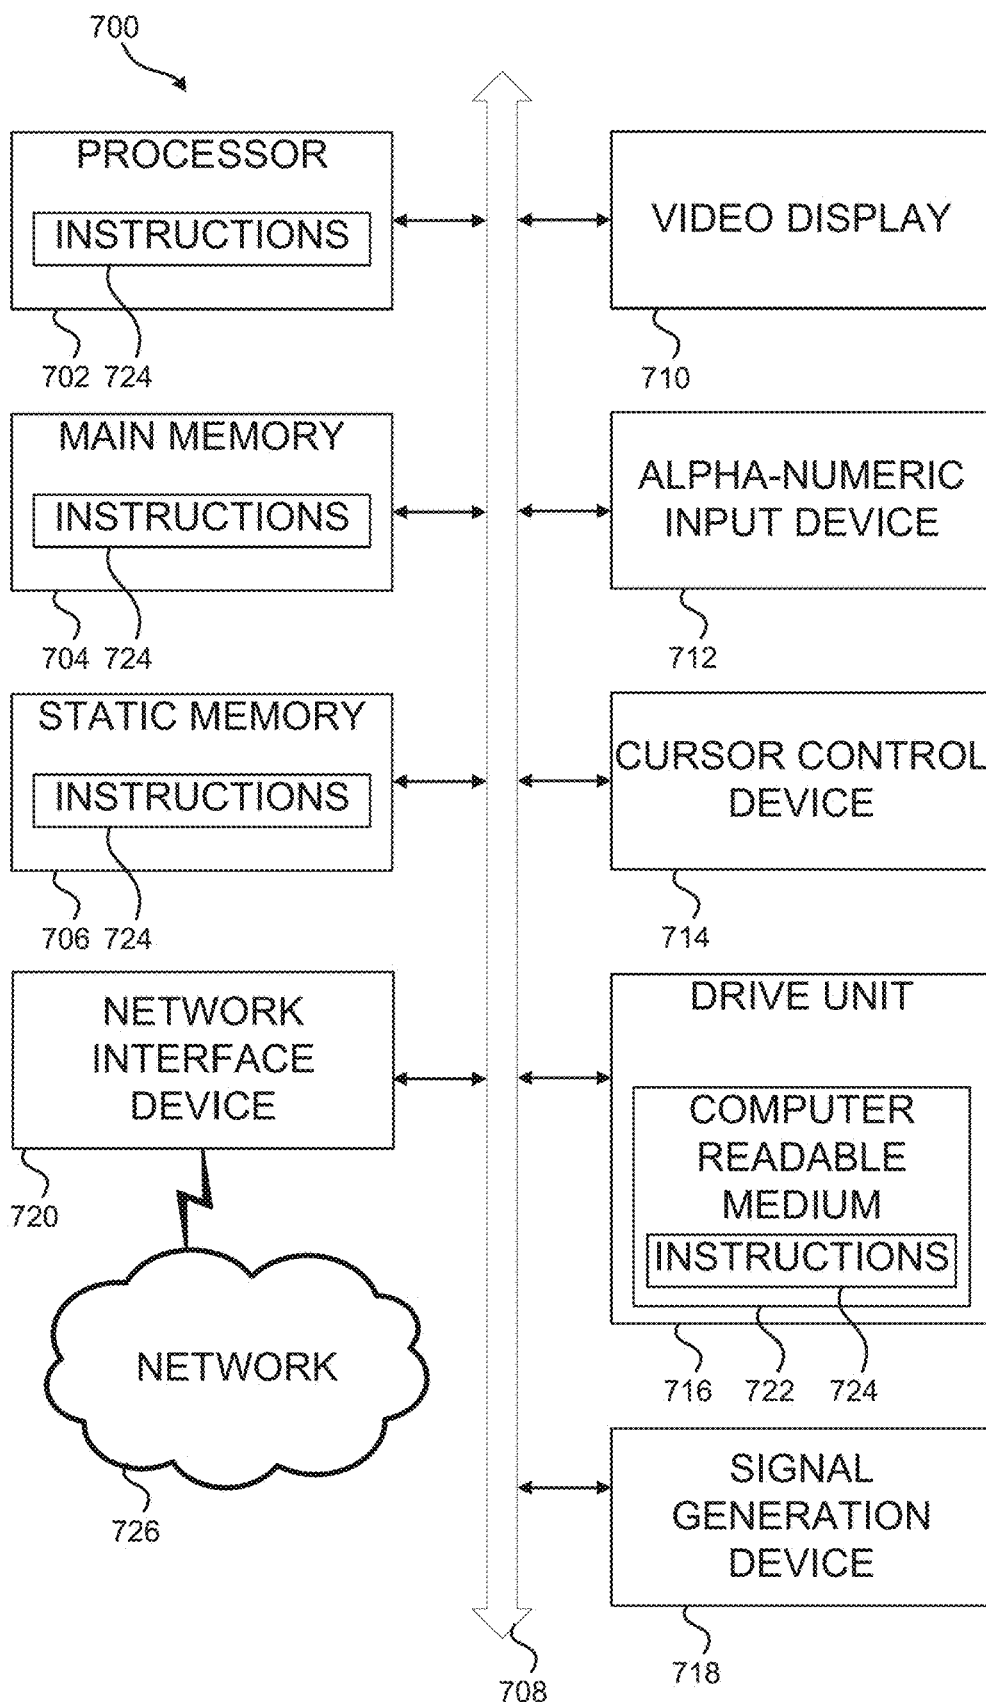 700
PROCESSOR
INSTRUCTIONS
702
724
VIDEO DISPLAY
710
MAIN MEMORY
INSTRUCTIONS
704
724
ALPHA-NUMERIC
INPUT DEVICE
712
STATIC MEMORY
INSTRUCTIONS
706
724
CURSOR CONTROL
DEVICE
714
NETWORK
INTERFACE
DEVICE
720
DRIVE UNIT
COMPUTER
READABLE
MEDIUM
INSTRUCTIONS
716
722
724
NETWORK
726
SIGNAL
GENERATION
DEVICE
718
708